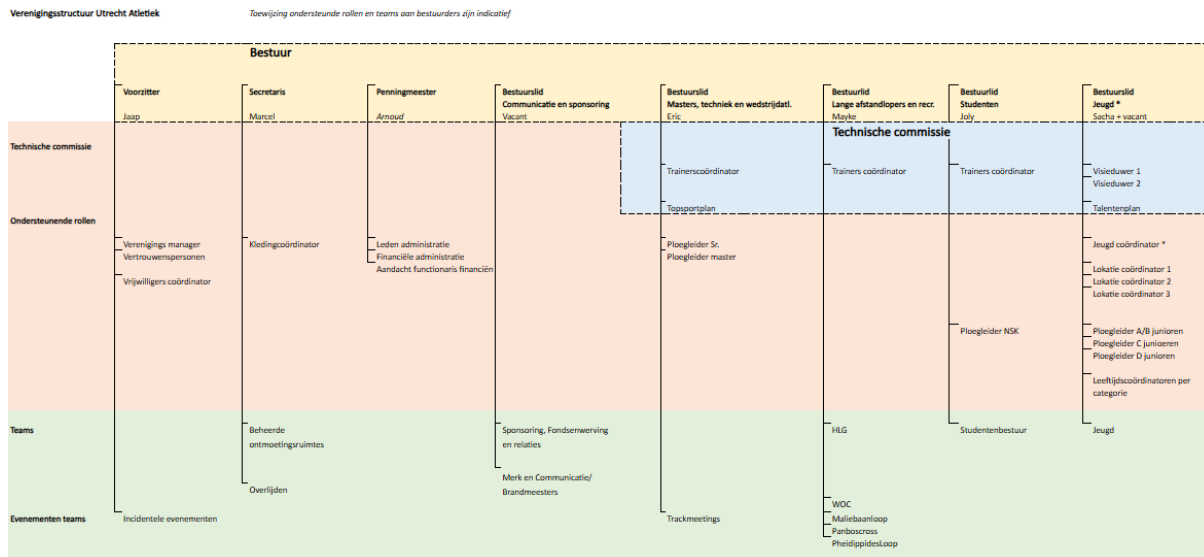 Verenigingsstructuur Utrecht Atletiek
Toewijzing ondersteunde rollen en teams aan bestuurders zijn indicatief
Bestuur
Voorzitter
Jaap
Secretaris
Marcel
Penningmeester
Arnoud
Bestuurslid
Communicatie en sponsoring
Vacant
Bestuurslid
Masters, techniek en wedstrijdatl.
Eric
Bestuurlid
Lange afstandlopers en recr.
Mayke
Bestuurlid
Studenten
Joly
Bestuurslid
Jeugd *
Sacha + vacant
Technische commissie
Technische commissie
Trainerscoördinator
Topsportplan
Trainers coördinator
Trainers coördinator
Visieduwer 1
Visieduwer 2
Talentenplan
Ondersteunende rollen
Verenigings manager
Vertrouwenspersonen
Vrijwilligers coördinator
Kledingcoördinator
Leden administratie
Financiële administratie
Aandacht functionaris financiën
Ploegleider Sr.
Ploegleider master
Ploegleider NSK
Jeugd coördinator *
Lokatie coördinator 1
Lokatie coördinator 2
Lokatie coördinator 3
Ploegleider A/B junioren
Ploegleider C junioeren
Ploegleider D junioren
Leeftijdscoördinatoren per
categorie
Teams
Beheerde
ontmoetingsruimtes
Overlijden
Sponsoring, Fondsenwerving
en relaties
Merk en Communicatie/
Brandmeesters
HLG
Studentenbestuur
Jeugd
Evenementen teams
Incidentele evenementen
Trackmeetings
WOC
Maliebaanloop
Panboscross
PheidippidesLoop